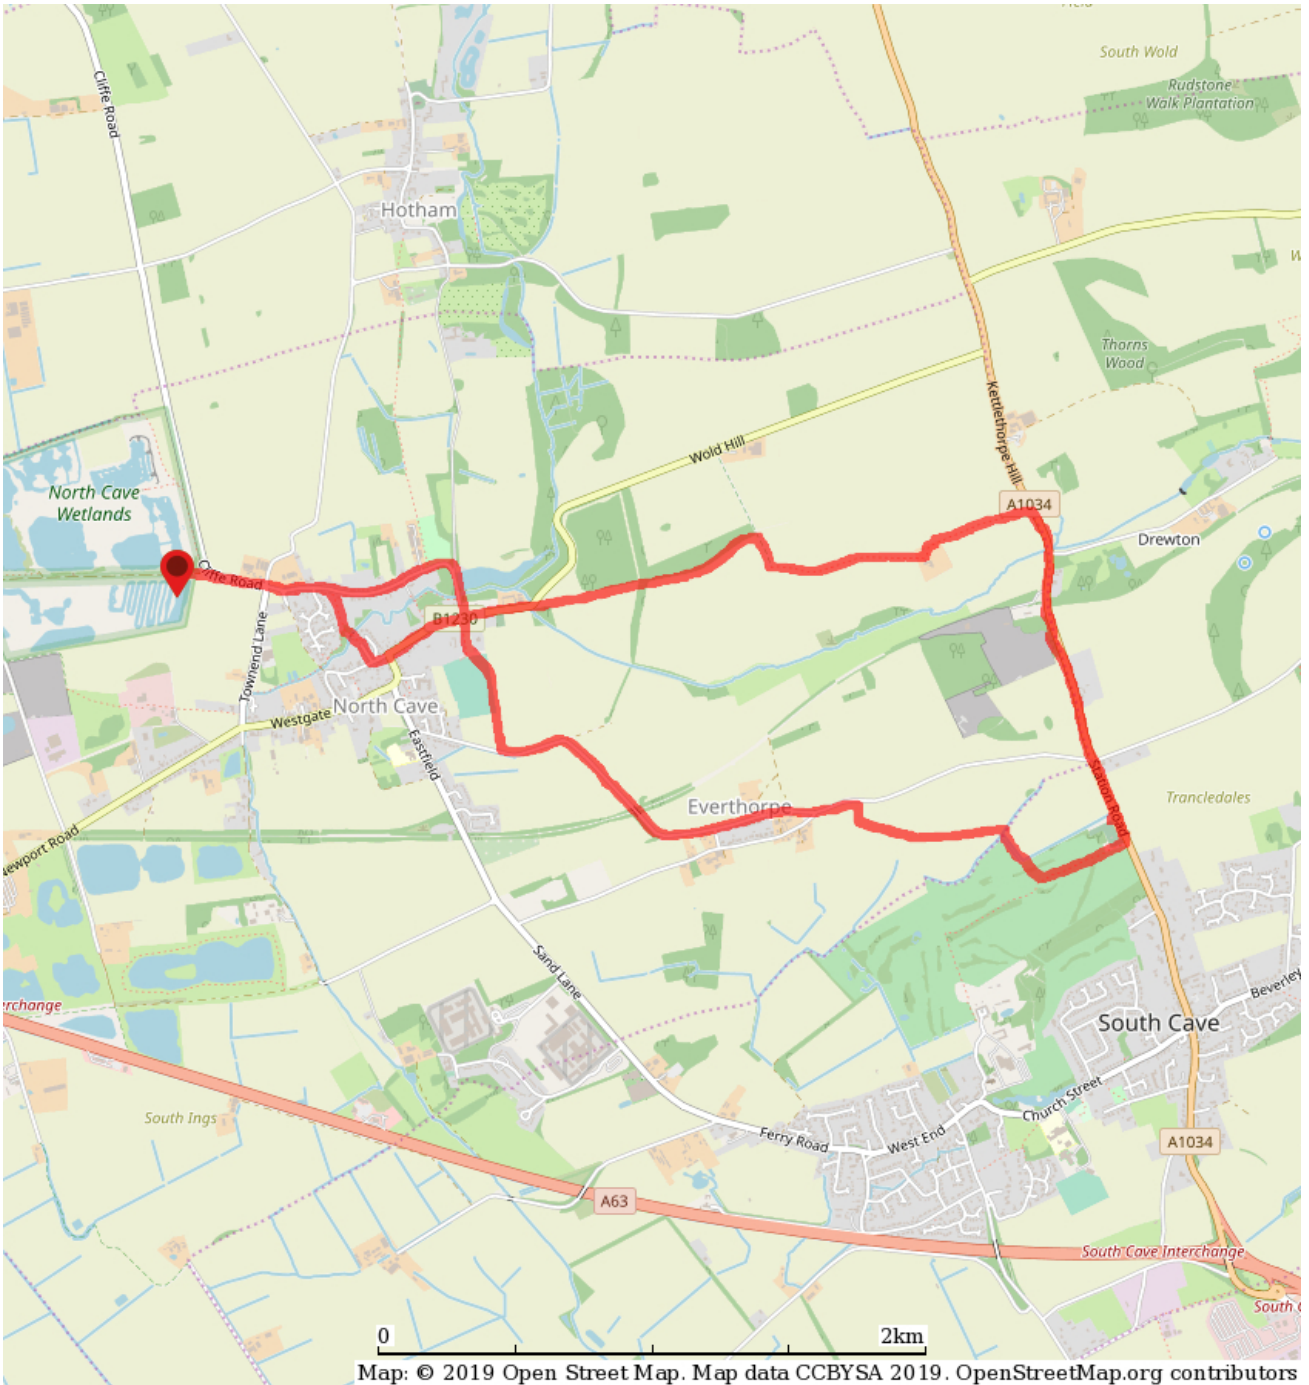 South Wold
Rudstone
Walk Plantation
Cliffe Road
Hotham
Thorns
Wood
Kettlethorpe Hill
Wold Hill
North Cave
Wetlands
A1034
Drewton
Cliffe Road
B1230
Townend Lane
North Cave
Westgate
Eastfield
Station Road
Trancledales
Everthorpe
Newport Road
Sand Lane
Beverley
South Cave
rchange
South Ings
Church Street
Ferry Road
West End
A1034
A63
South Cave Interchange
South C
0 2km
Map: © 2019 Open Street Map. Map data CCBYSA 2019. OpenStreetMap.org contributors